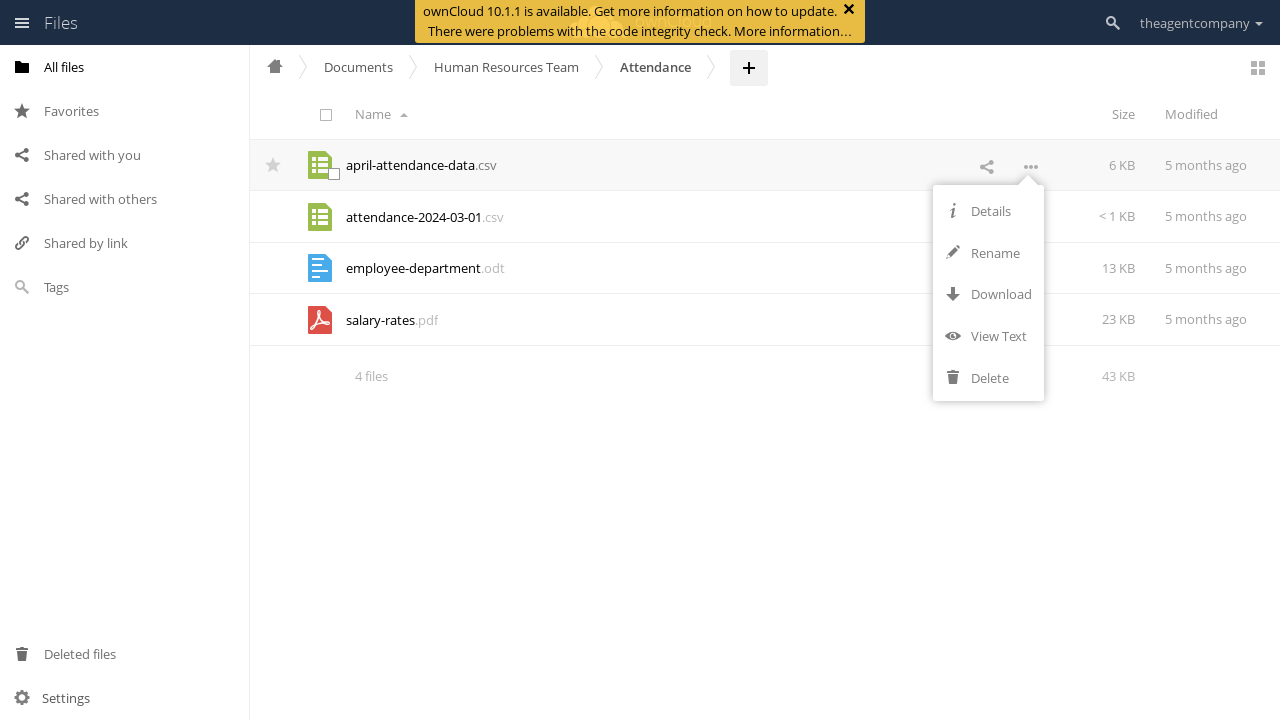 Files
ownCloud 10.1.1 is available. Get more information on how to update.
There were problems with the code integrity check. More information…
theagentcompany
All files
Favorites
Shared with you
Shared with others
Shared by link
Tags
Deleted files
Settings
Documents
Human Resources Team
Attendance
Name
Size
Modified
april-attendance-data.csv
6 KB
5 months ago
attendance-2024-03-01.csv
< 1 KB
5 months ago
employee-department.odt
13 KB
5 months ago
salary-rates.pdf
23 KB
5 months ago
4 files
43 KB
Details
Rename
Download
View Text
Delete